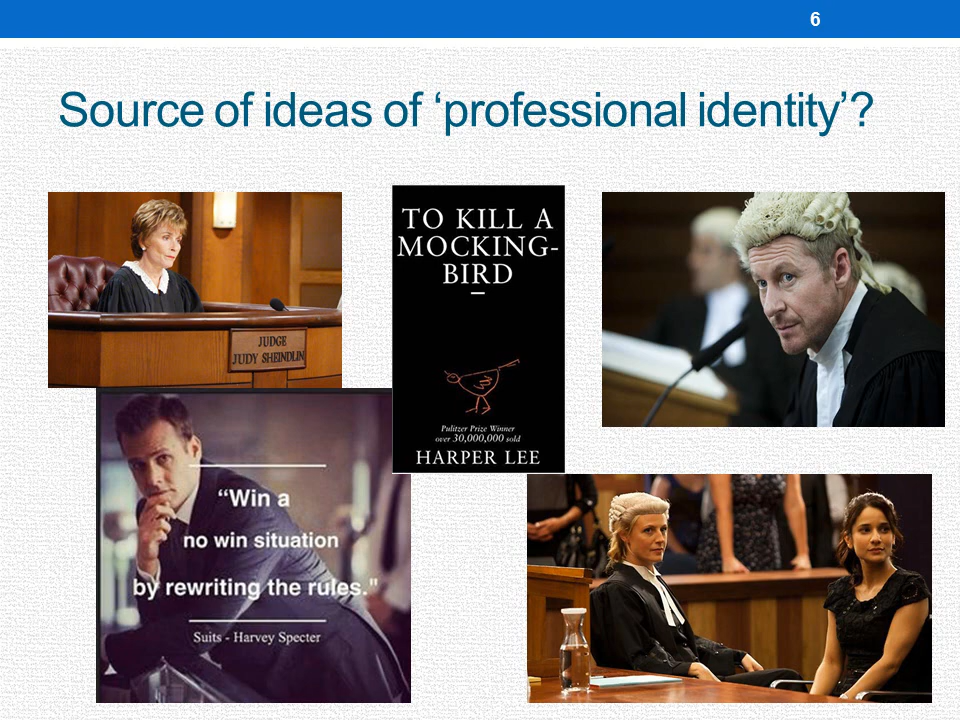 6
Source of ideas of ‘professional identity’?
JUDGE
JUDY SHEINDLIN
TO KILL A
MOCKING-
BIRD
Pulitzer Prize Winner
over 30,000,000 sold
HARPER LEE
“Win a
no win situation
by rewriting the rules."
Suits - Harvey Specter